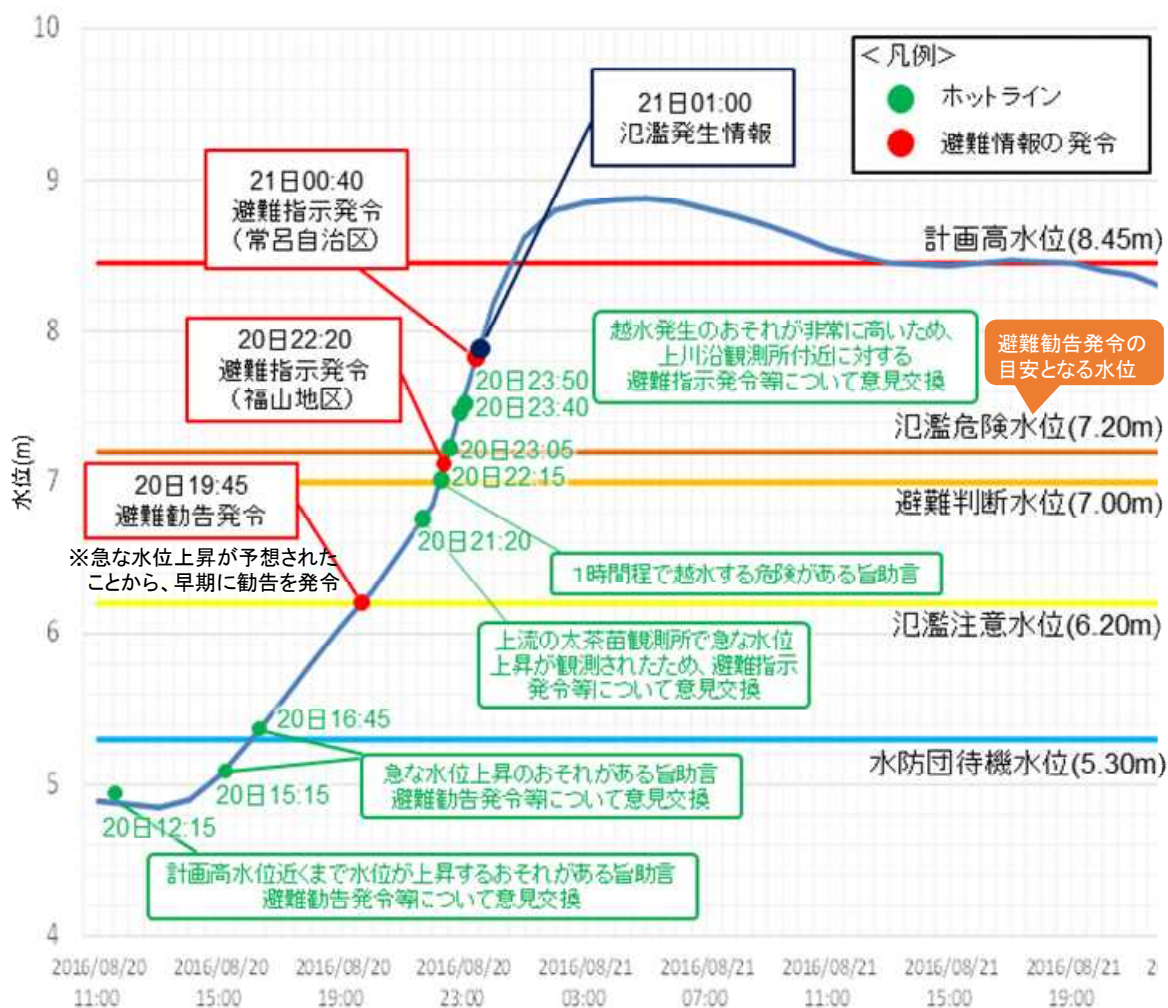 10
9
8
7
6
5
4
水位(m)
＜凡例＞
ホットライン
避難情報の発令
21日01:00
氾濫発生情報
21日00:40
避難指示発令
（常呂自治区）
計画高水位(8.45m)
20日22:20
避難指示発令
（福山地区）
越水発生のおそれが非常に高いため、
上川沿観測所付近に対する
避難指示発令等について意見交換
避難勧告発令の
目安となる水位
20日23:50
20日23:40
氾濫危険水位(7.20m)
20日23:05
20日22:15
避難判断水位(7.00m)
20日19:45
避難勧告発令
※急な水位上昇が予想された
ことから、早期に勧告を発令
20日21:20
1時間程で越水する危険がある旨助言
氾濫注意水位(6.20m)
上流の太茶苗観測所で急な水位
上昇が観測されたため、避難指示
発令等について意見交換
20日16:45
水防団待機水位(5.30m)
急な水位上昇のおそれがある旨助言
避難勧告発令等について意見交換
20日15:15
20日12:15
計画高水位近くまで水位が上昇するおそれがある旨助言
避難勧告発令等について意見交換
2016/08/20 2016/08/20 2016/08/20 2016/08/20 2016/08/21 2016/08/21 2016/08/21 2016/08/21 2016/08/21 2
11:00 15:00 19:00 23:00 03:00 07:00 11:00 15:00 19:00